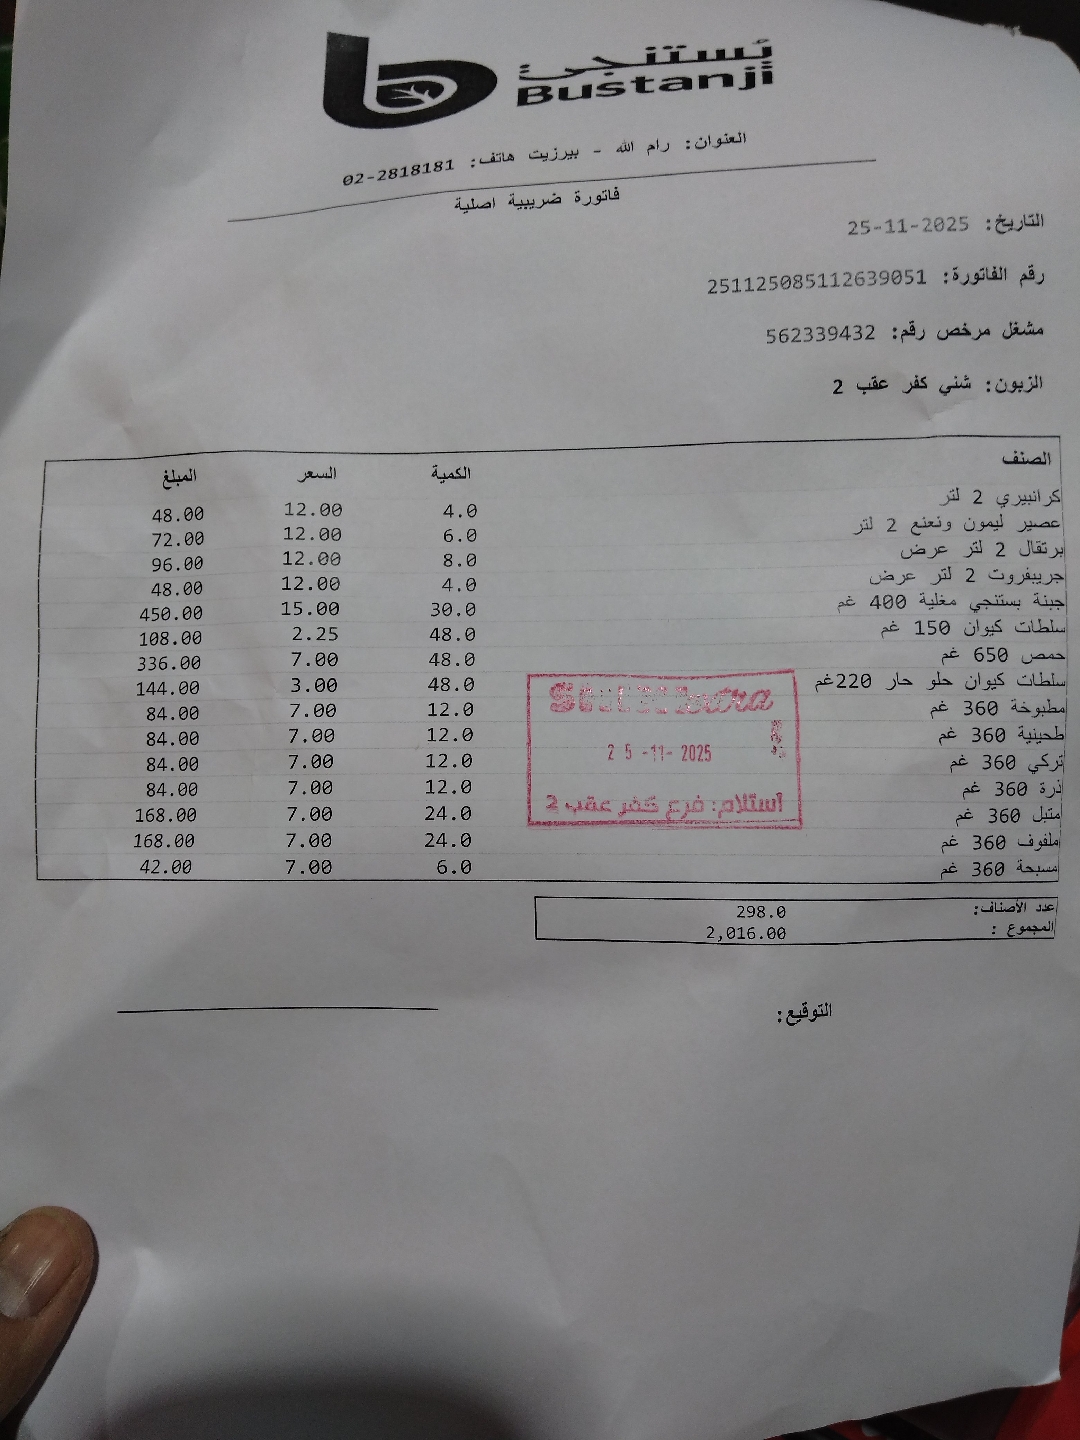 بستنجي
Bustanji
العنوان: رام الله - بيرزيت هاتف: 02-2818181
فاتورة ضريبية اصلية
التاريخ: 25-11-2025
رقم الفاتورة: 251125085112639051
مشغل مرخص رقم: 562339432
الزبون: شني كفر عقب 2
الصنف الكمية السعر المبلغ
كرانبيري 2 لتر 4.0 12.00 48.00
عصير ليمون ونعنع 2 لتر 6.0 12.00 72.00
برتقال 2 لتر عرض 8.0 12.00 96.00
جريبفروت 2 لتر عرض 4.0 12.00 48.00
جبنة بستنجي مغلية 400 غم 30.0 15.00 450.00
سلطات كيوان 150 غم 48.0 2.25 108.00
حمص 650 غم 48.0 7.00 336.00
سلطات كيوان حلو حار 220غم 48.0 3.00 144.00
مطبوخة 360 غم 12.0 7.00 84.00
طحينية 360 غم 12.0 7.00 84.00
تركي 360 غم 12.0 7.00 84.00
ذرة 360 غم 12.0 7.00 84.00
متبل 360 غم 24.0 7.00 168.00
ملفوف 360 غم 24.0 7.00 168.00
مسبحة 360 غم 6.0 7.00 42.00
25-11-2025
استلام: فرع كفر عقب 2
عدد الأصناف: 298.0
المجموع : 2,016.00
التوقيع: